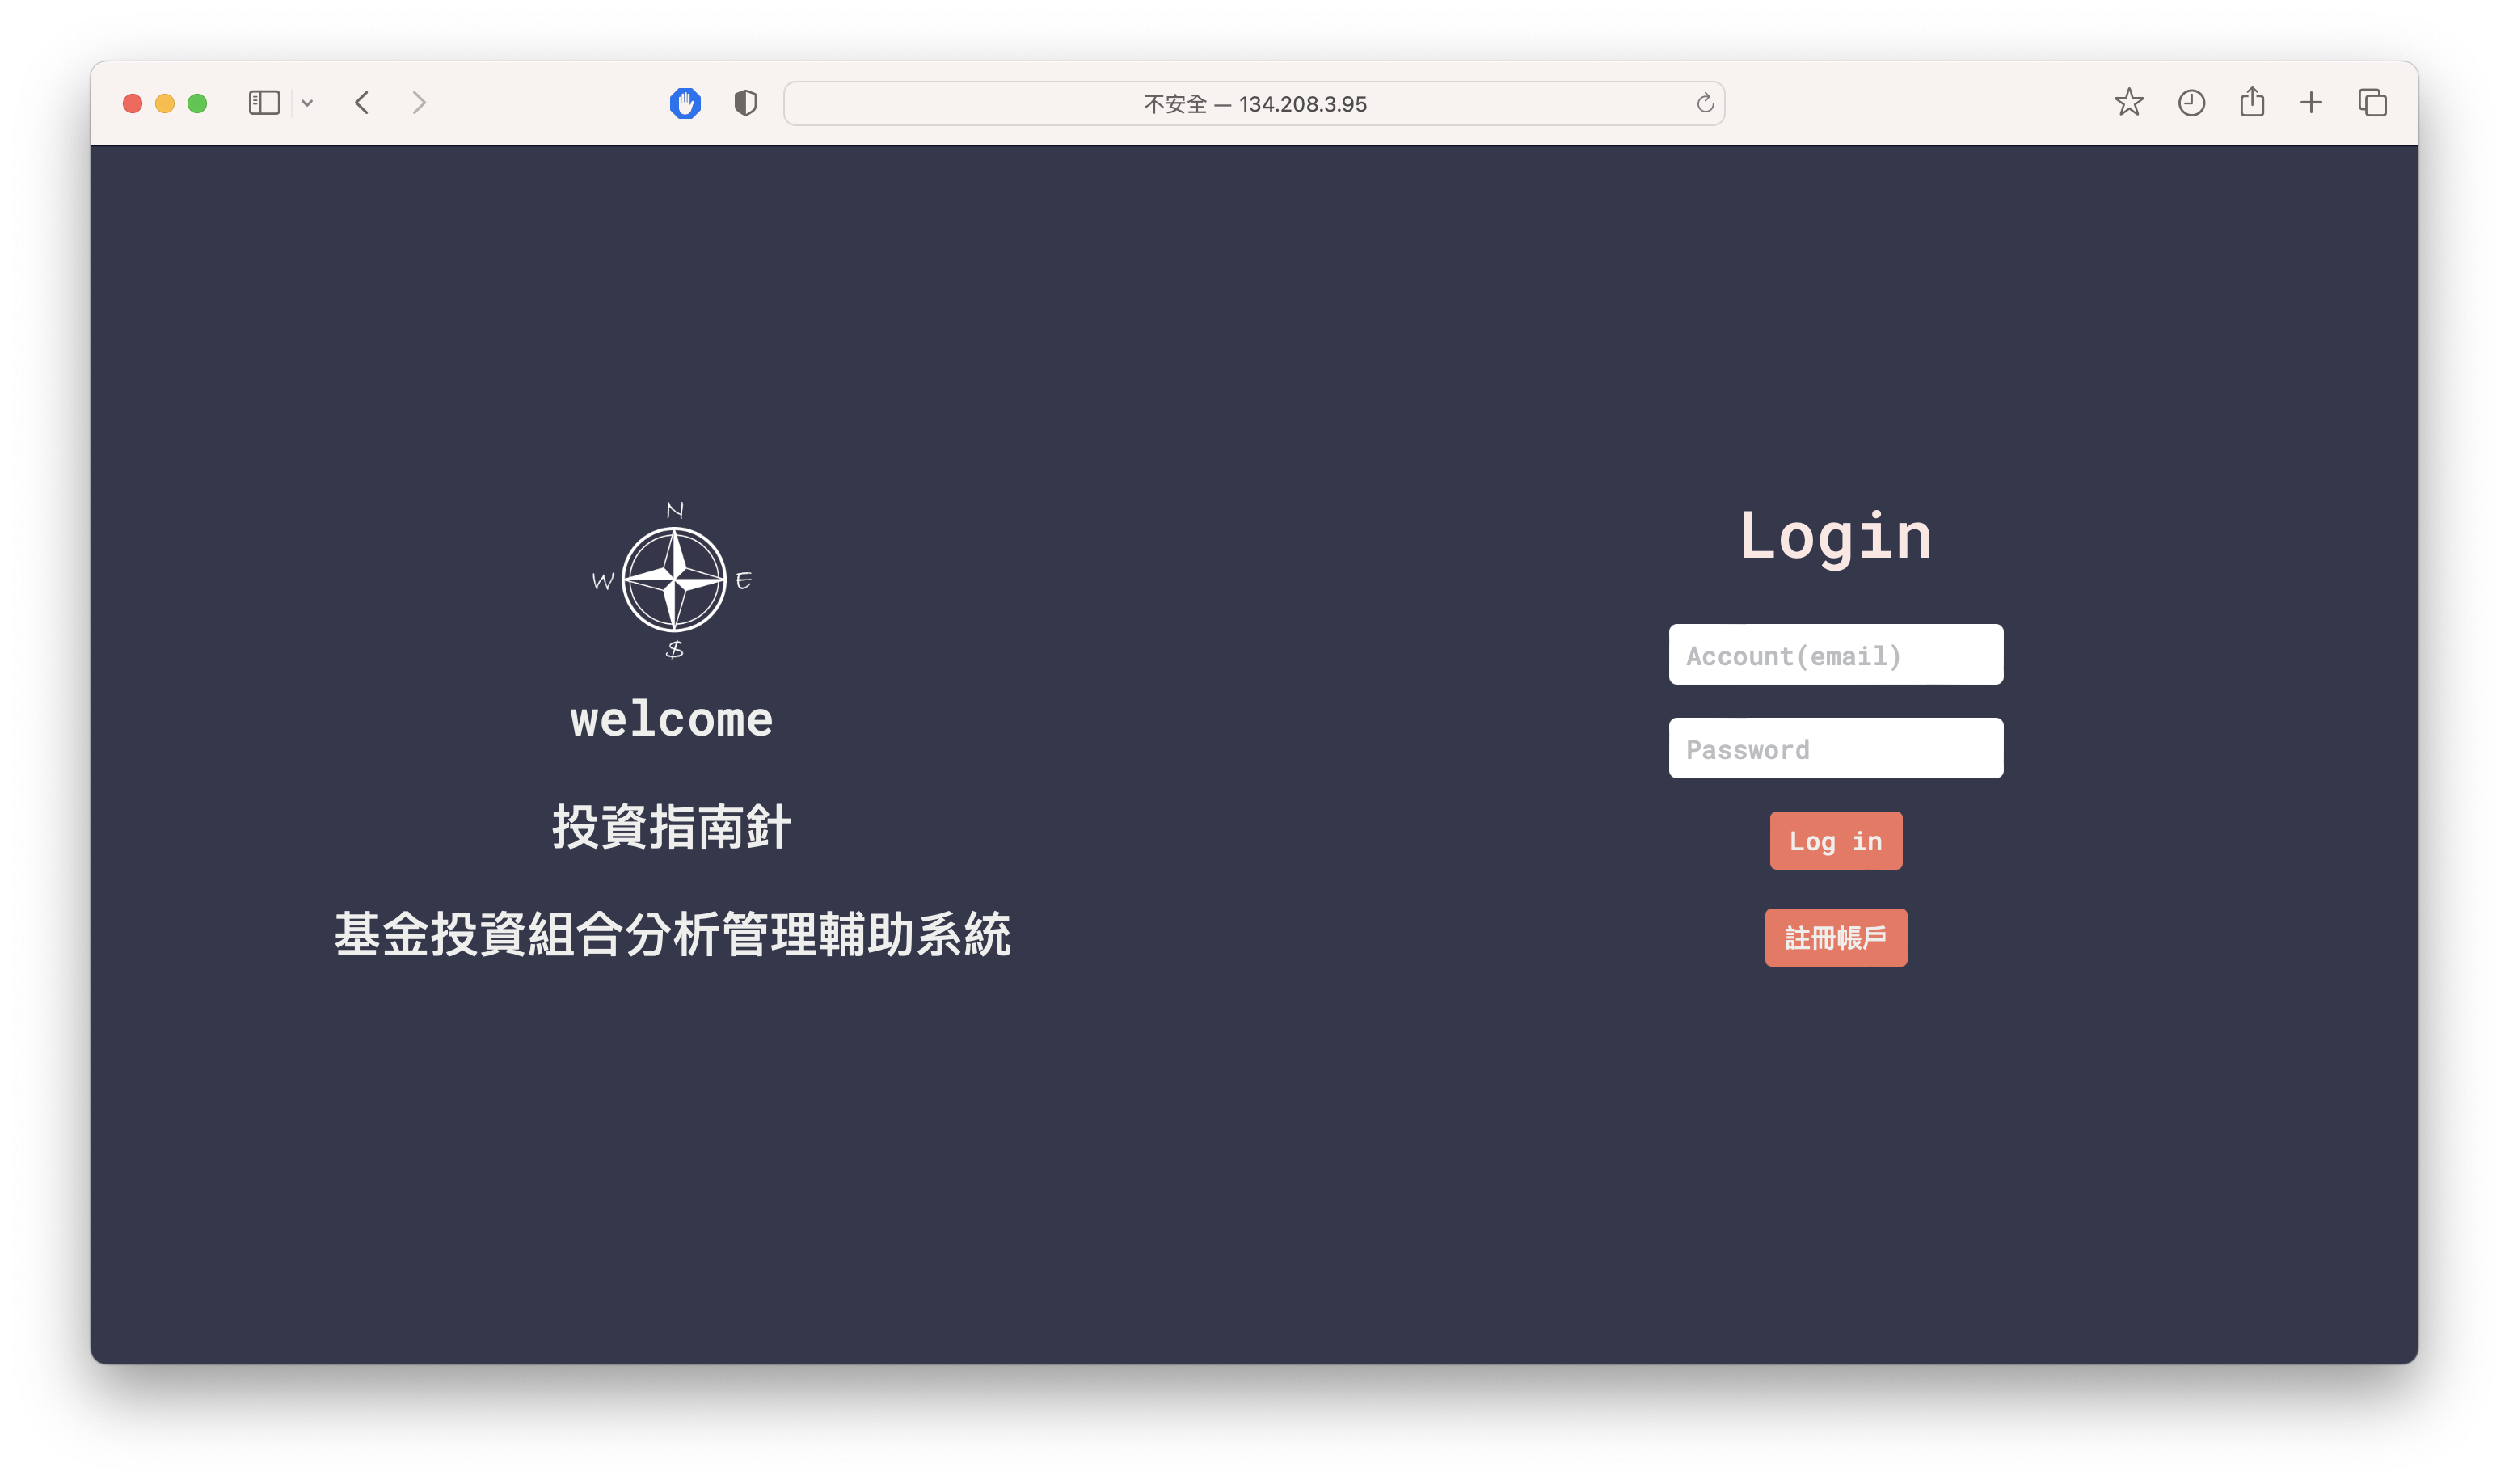 不安全 — 134.208.3.95
N
W
E
$
welcome
投資指南針
基金投資組合分析管理輔助系統
Login
Account(email)
Password
Log in
註冊帳戶